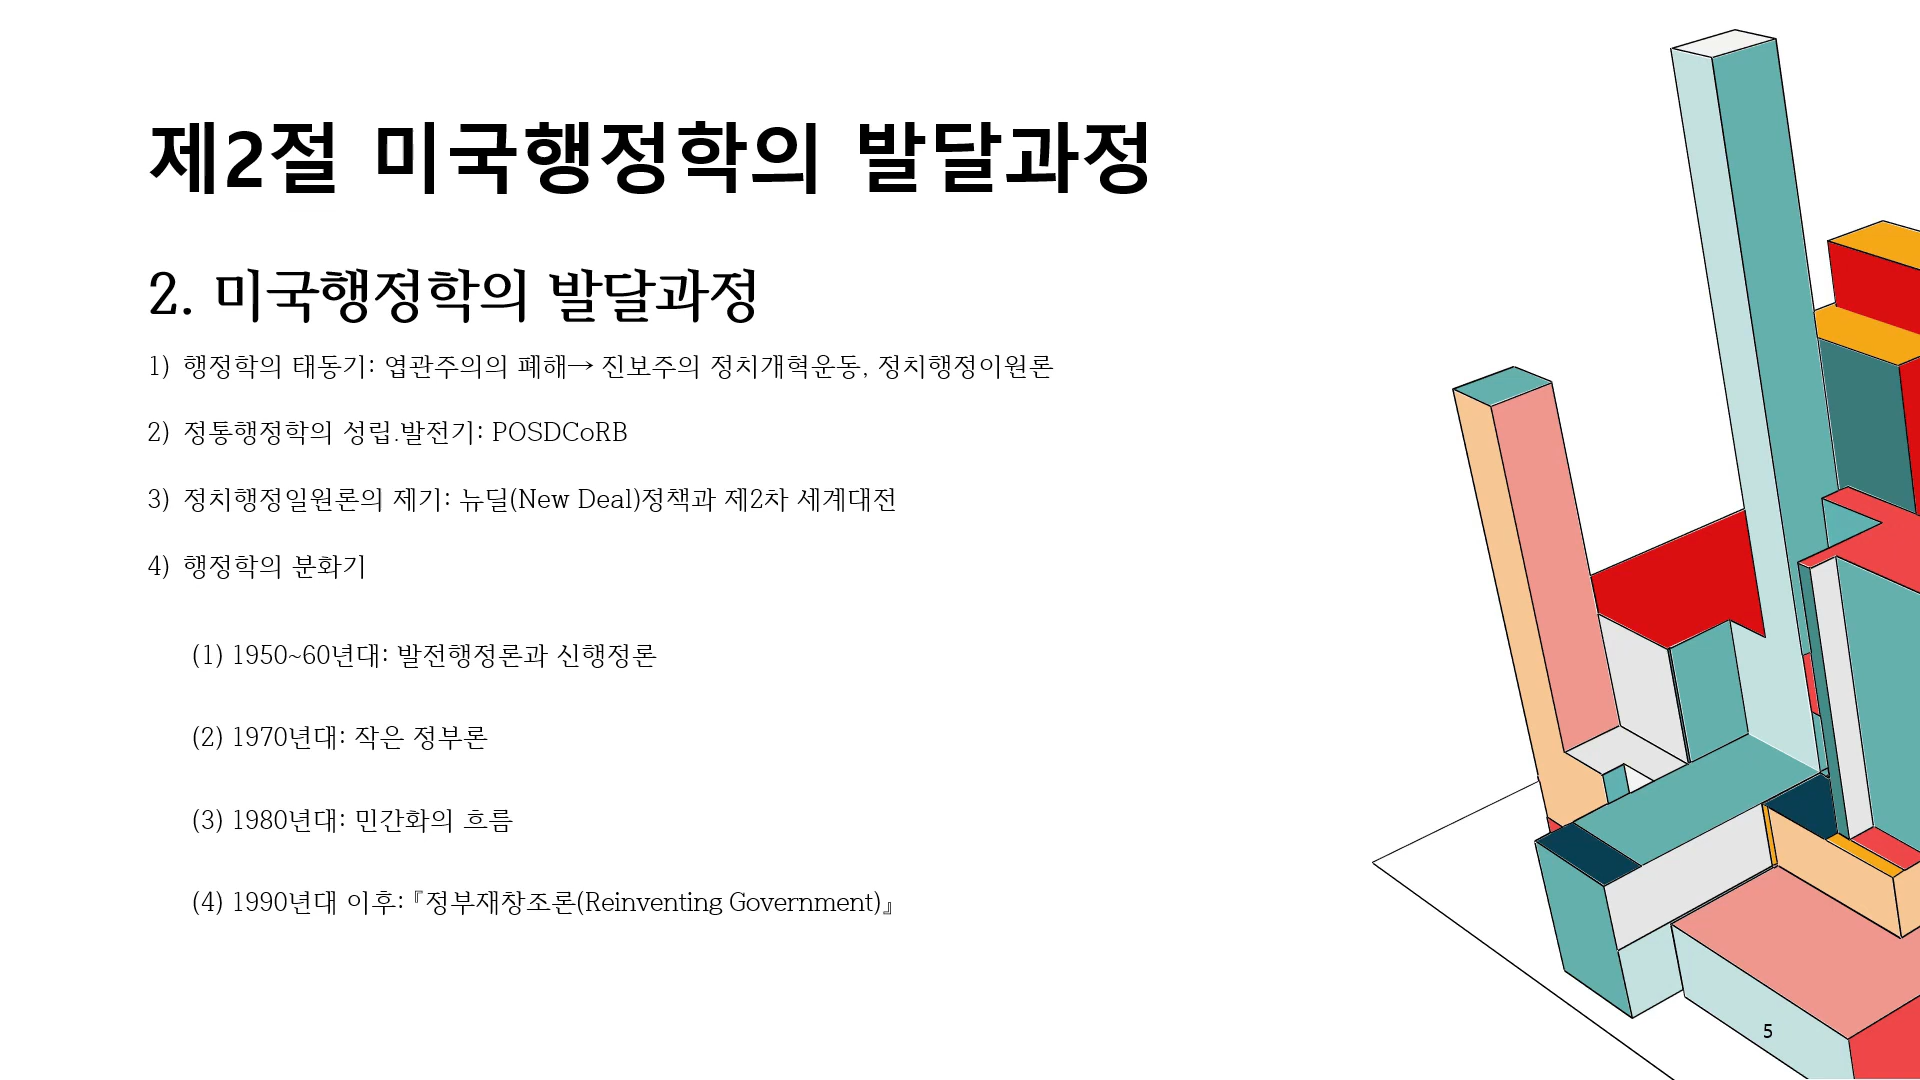 제2절 미국행정학의 발달과정
2. 미국행정학의 발달과정
1) 행정학의 태동기: 엽관주의의 폐해→ 진보주의 정치개혁운동, 정치행정이원론
2) 정통행정학의 성립.발전기: POSDCoRB
3) 정치행정일원론의 제기: 뉴딜(New Deal)정책과 제2차 세계대전
4) 행정학의 분화기
(1) 1950~60년대: 발전행정론과 신행정론
(2) 1970년대: 작은 정부론
(3) 1980년대: 민간화의 흐름
(4) 1990년대 이후:『정부재창조론(Reinventing Government)』
5